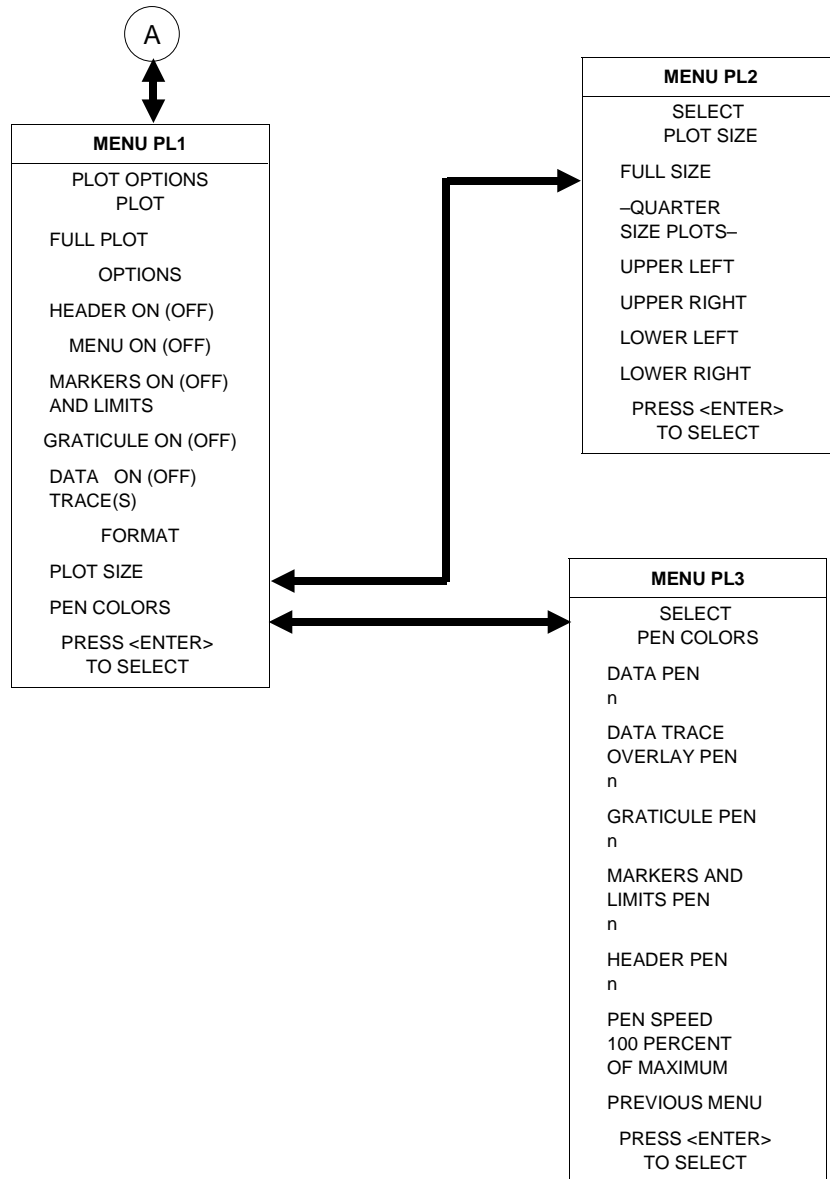 A
MENU PL1
PLOT OPTIONS
PLOT
FULL PLOT
OPTIONS
HEADER ON (OFF)
MENU ON (OFF)
MARKERS ON (OFF)
AND LIMITS
GRATICULE ON (OFF)
DATA ON (OFF)
TRACE(S)
FORMAT
PLOT SIZE
PEN COLORS
PRESS <ENTER>
TO SELECT
MENU PL2
SELECT
PLOT SIZE
FULL SIZE
–QUARTER
SIZE PLOTS–
UPPER LEFT
UPPER RIGHT
LOWER LEFT
LOWER RIGHT
PRESS <ENTER>
TO SELECT
MENU PL3
SELECT
PEN COLORS
DATA PEN
n
DATA TRACE
OVERLAY PEN
n
GRATICULE PEN
n
MARKERS AND
LIMITS PEN
n
HEADER PEN
n
PEN SPEED
100 PERCENT
OF MAXIMUM
PREVIOUS MENU
PRESS <ENTER>
TO SELECT